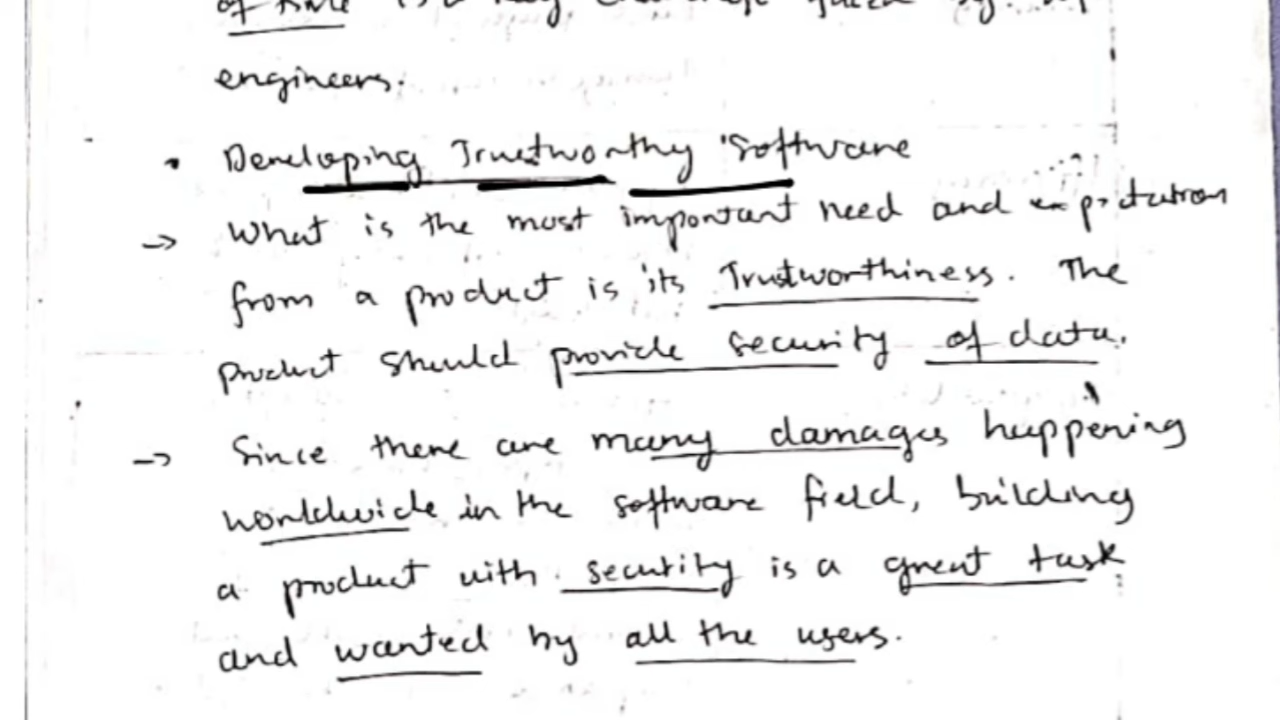 of
engineers.
• Developing Trustworthy Software
→ What is the most important need and expectation
from a product is its Trustworthiness. The
product should provide security of data.
→ Since there are many damages happening
worldwide in the software field, building
a product with security is a great task
and wanted by all the users.